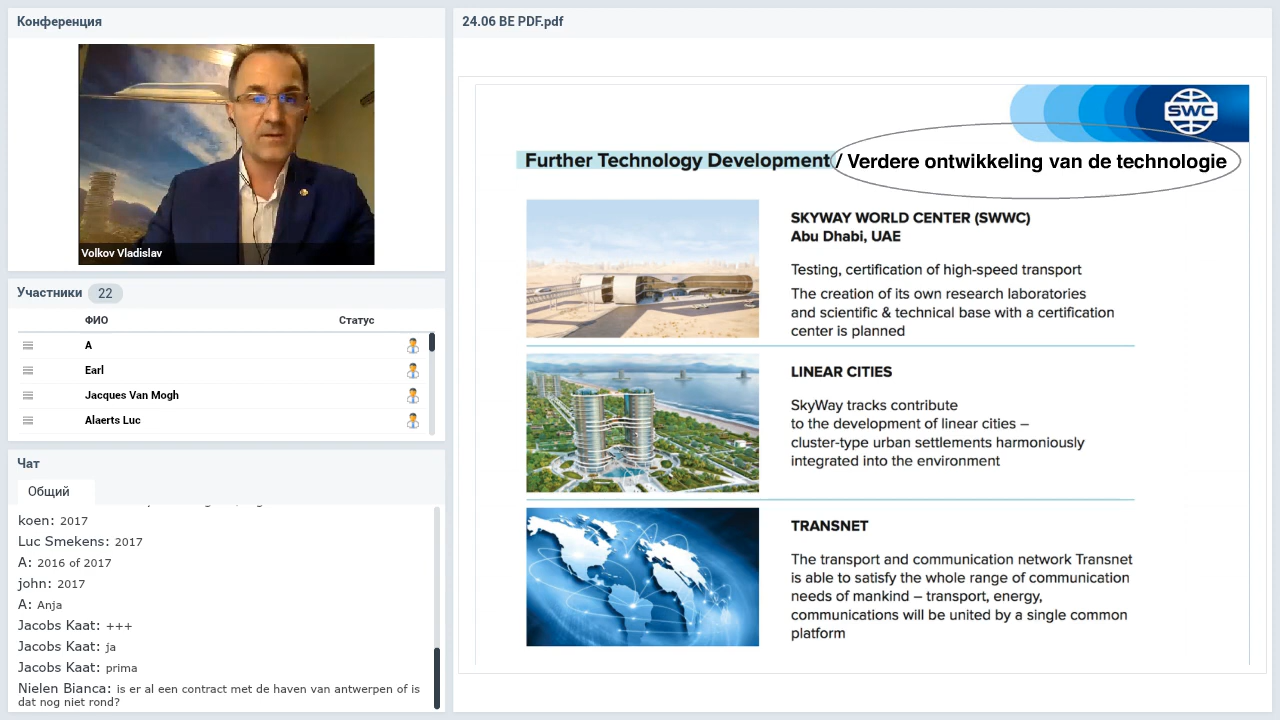 Конференция
Volkov Vladislav
Участники 22
ФИО Статус
A
Earl
Jacques Van Mogh
Alaerts Luc
Чат
Общий
koen: 2017
Luc Smekens: 2017
A: 2016 of 2017
john: 2017
A: Anja
Jacobs Kaat: +++
Jacobs Kaat: ja
Jacobs Kaat: prima
Nielen Bianca: is er al een contract met de haven van antwerpen of is
dat nog niet rond?
24.06 BE PDF.pdf
SWC
Further Technology Development / Verdere ontwikkeling van de technologie
SKYWAY WORLD CENTER (SWWC)
Abu Dhabi, UAE
Testing, certification of high-speed transport
The creation of its own research laboratories
and scientific & technical base with a certification
center is planned
LINEAR CITIES
SkyWay tracks contribute
to the development of linear cities –
cluster-type urban settlements harmoniously
integrated into the environment
TRANSNET
The transport and communication network Transnet
is able to satisfy the whole range of communication
needs of mankind – transport, energy,
communications will be united by a single common
platform